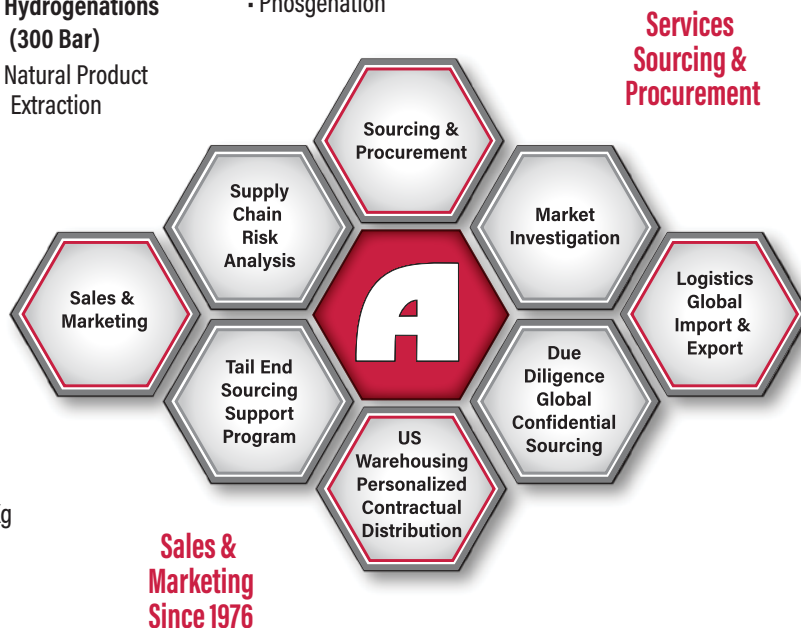 Hydrogenations
(300 Bar)
Natural Product
Extraction
• Phosgenation
Services
Sourcing &
Procurement
Sourcing &
Procurement
Supply
Chain
Risk
Analysis
Market
Investigation
Sales &
Marketing
A
Logistics
Global
Import &
Export
Tail End
Sourcing
Support
Program
Due
Diligence
Global
Confidential
Sourcing
US
Warehousing
Personalized
Contractual
Distribution
Sales &
Marketing
Since 1976